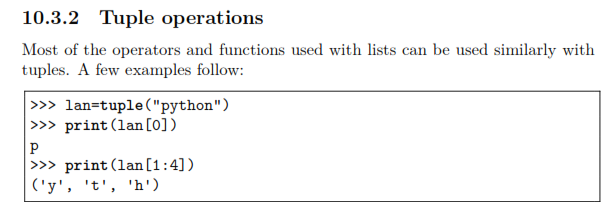 10.3.2 Tuple operations
Most of the operators and functions used with lists can be used similarly with
tuples. A few examples follow:
>>> lan=tuple("python")
>>> print(lan[0])
p
>>> print(lan[1:4])
('y', 't', 'h')